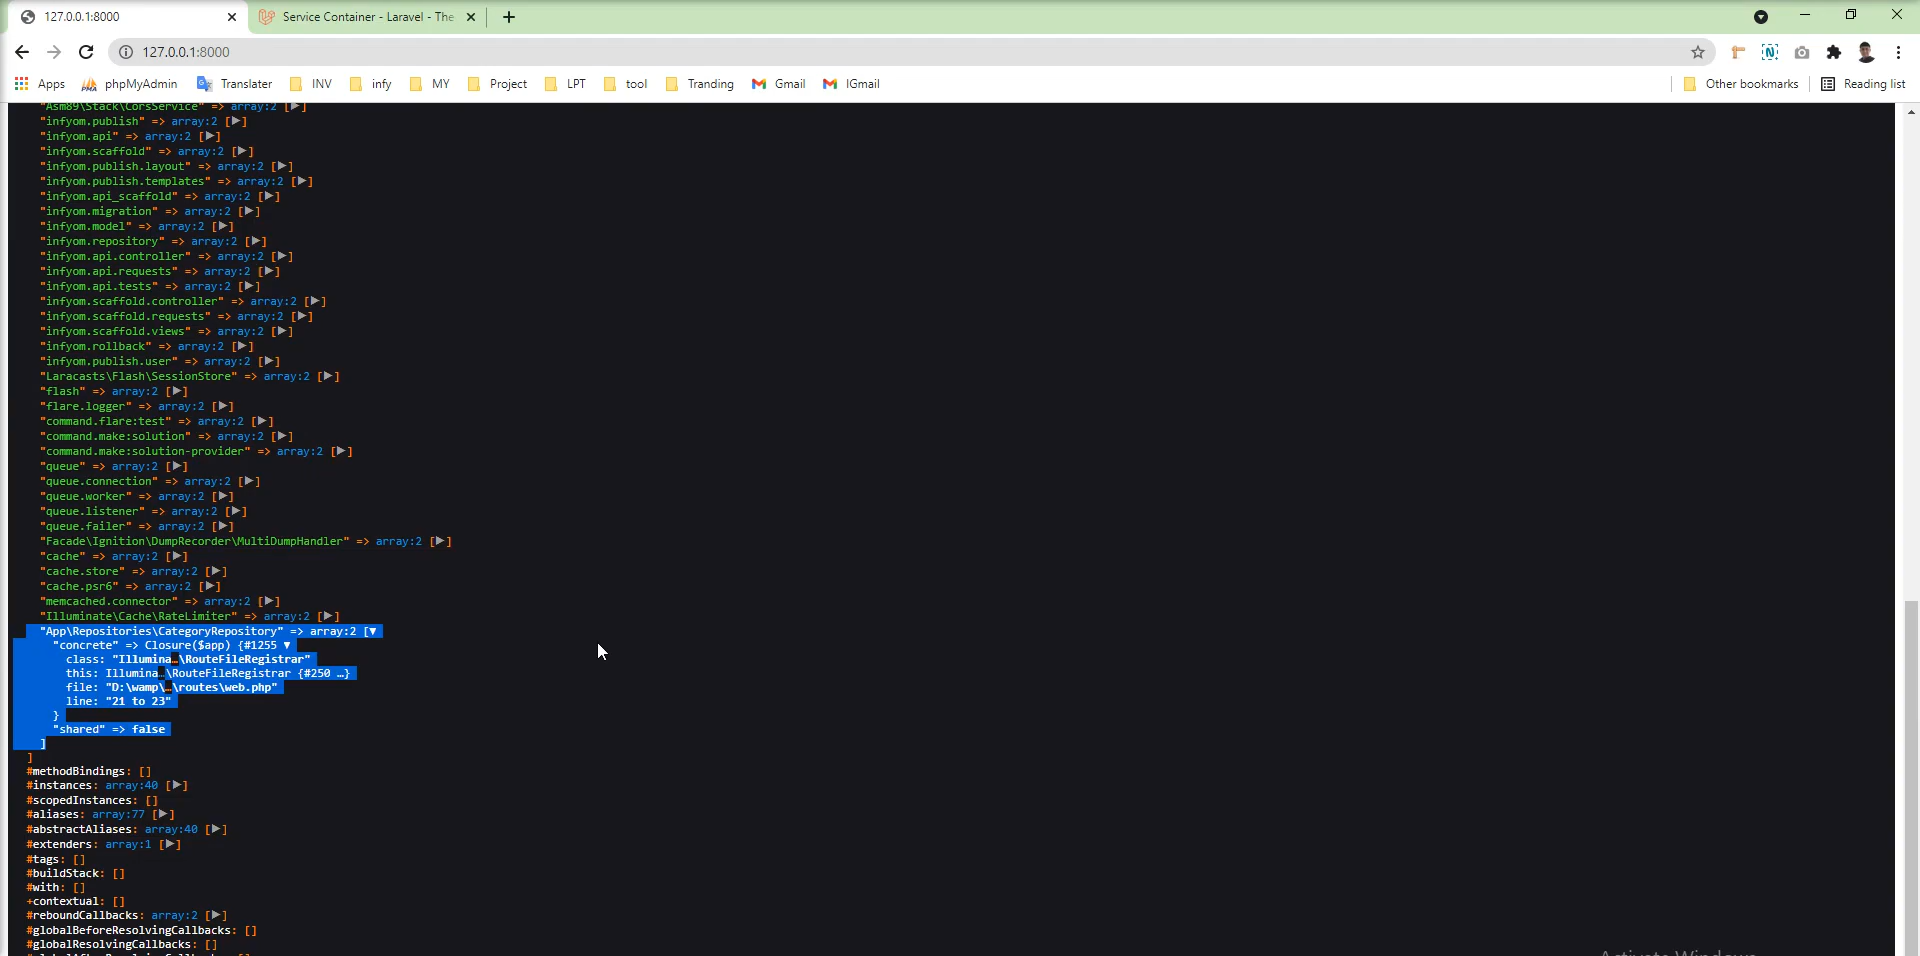 127.0.0.1:8000
Service Container - Laravel - The
127.0.0.1:8000
Apps phpMyAdmin Translater INV infy MY Project LPT tool Tranding Gmail IGmail Other bookmarks Reading list
"Asm89\Stack\CorsService" => array:2 [▶]
"infyom.publish" => array:2 [▶]
"infyom.api" => array:2 [▶]
"infyom.scaffold" => array:2 [▶]
"infyom.publish.layout" => array:2 [▶]
"infyom.publish.templates" => array:2 [▶]
"infyom.api_scaffold" => array:2 [▶]
"infyom.migration" => array:2 [▶]
"infyom.model" => array:2 [▶]
"infyom.repository" => array:2 [▶]
"infyom.api.controller" => array:2 [▶]
"infyom.api.requests" => array:2 [▶]
"infyom.api.tests" => array:2 [▶]
"infyom.scaffold.controller" => array:2 [▶]
"infyom.scaffold.requests" => array:2 [▶]
"infyom.scaffold.views" => array:2 [▶]
"infyom.rollback" => array:2 [▶]
"infyom.publish.user" => array:2 [▶]
"Laracasts\Flash\SessionStore" => array:2 [▶]
"flash" => array:2 [▶]
"flare.logger" => array:2 [▶]
"command.flare:test" => array:2 [▶]
"command.make:solution" => array:2 [▶]
"command.make:solution-provider" => array:2 [▶]
"queue" => array:2 [▶]
"queue.connection" => array:2 [▶]
"queue.worker" => array:2 [▶]
"queue.listener" => array:2 [▶]
"queue.failer" => array:2 [▶]
"Facade\Ignition\DumpRecorder\MultiDumpHandler" => array:2 [▶]
"cache" => array:2 [▶]
"cache.store" => array:2 [▶]
"cache.psr6" => array:2 [▶]
"memcached.connector" => array:2 [▶]
"Illuminate\Cache\RateLimiter" => array:2 [▶]
"App\Repositories\CategoryRepository" => array:2 [▼
"concrete" => Closure($app) {#1255 ▼
class: "Illumina…\RouteFileRegistrar"
this: Illumina…\RouteFileRegistrar {#250 …}
file: "D:\wamp\…\routes\web.php"
line: "21 to 23"
}
"shared" => false
]
]
#methodBindings: []
#instances: array:40 [▶]
#scopedInstances: []
#aliases: array:77 [▶]
#abstractAliases: array:40 [▶]
#extenders: array:1 [▶]
#tags: []
#buildStack: []
#with: []
+contextual: []
#reboundCallbacks: array:2 [▶]
#globalBeforeResolvingCallbacks: []
#globalResolvingCallbacks: []